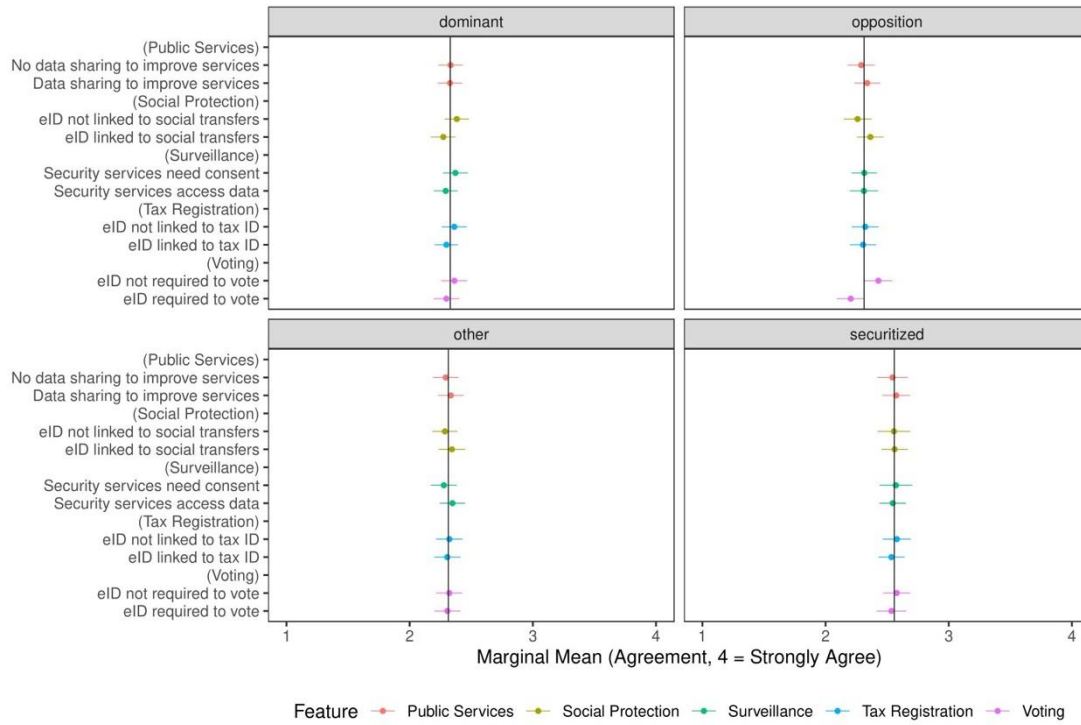 dominant
opposition
(Public Services)
No data sharing to improve services
Data sharing to improve services
(Social Protection)
eID not linked to social transfers
eID linked to social transfers
(Surveillance)
Security services need consent
Security services access data
(Tax Registration)
eID not linked to tax ID
eID linked to tax ID
(Voting)
eID not required to vote
eID required to vote
other
securitized
(Public Services)
No data sharing to improve services
Data sharing to improve services
(Social Protection)
eID not linked to social transfers
eID linked to social transfers
(Surveillance)
Security services need consent
Security services access data
(Tax Registration)
eID not linked to tax ID
eID linked to tax ID
(Voting)
eID not required to vote
eID required to vote
1 2 3 4 1 2 3 4
Marginal Mean (Agreement, 4 = Strongly Agree)
Feature Public Services Social Protection Surveillance Tax Registration Voting